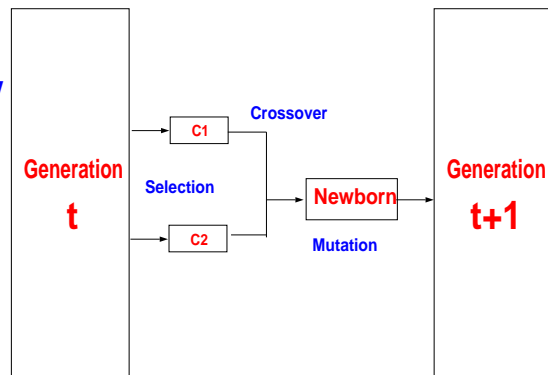 Generation
t
Selection
C1
C2
Crossover
Newborn
Mutation
Generation
t+1